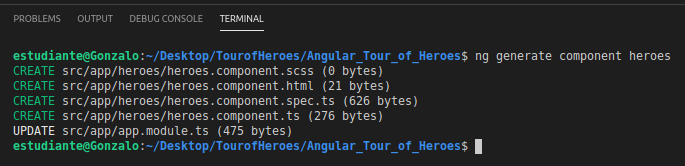 PROBLEMS OUTPUT DEBUG CONSOLE TERMINAL
estudiante@Gonzalo:~/Desktop/TourofHeroes/Angular_Tour_of_Heroes$ ng generate component heroes
CREATE src/app/heroes/heroes.component.scss (0 bytes)
CREATE src/app/heroes/heroes.component.html (21 bytes)
CREATE src/app/heroes/heroes.component.spec.ts (626 bytes)
CREATE src/app/heroes/heroes.component.ts (276 bytes)
UPDATE src/app/app.module.ts (475 bytes)
estudiante@Gonzalo:~/Desktop/TourofHeroes/Angular_Tour_of_Heroes$